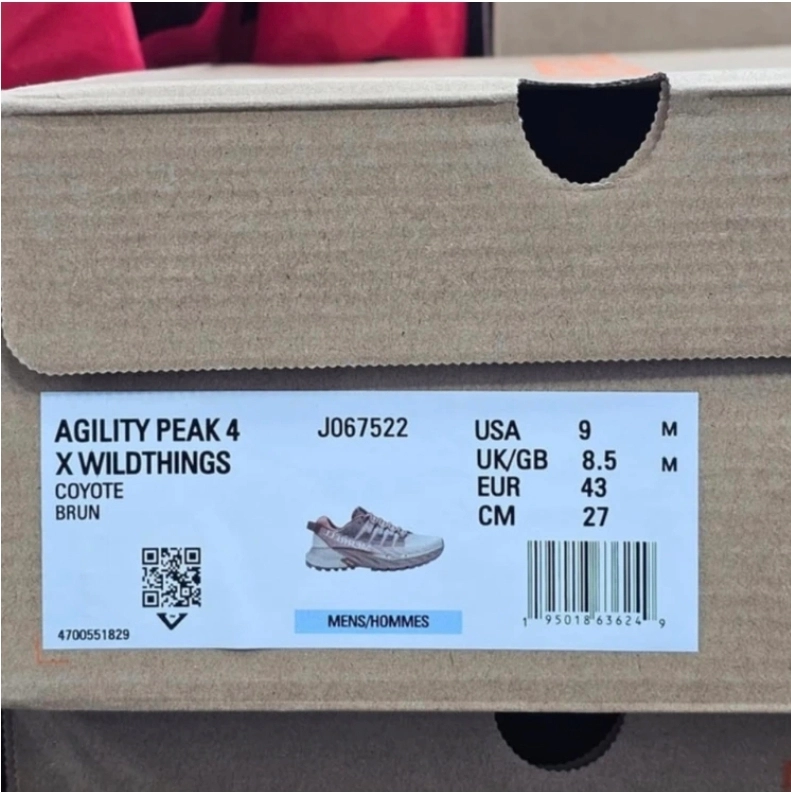 AGILITY PEAK 4
X WILDTHINGS
COYOTE
BRUN
4700551829
J067522
MENS/HOMMES
USA 9 M
UK/GB 8.5 M
EUR 43
CM 27
1 95018 63624 9